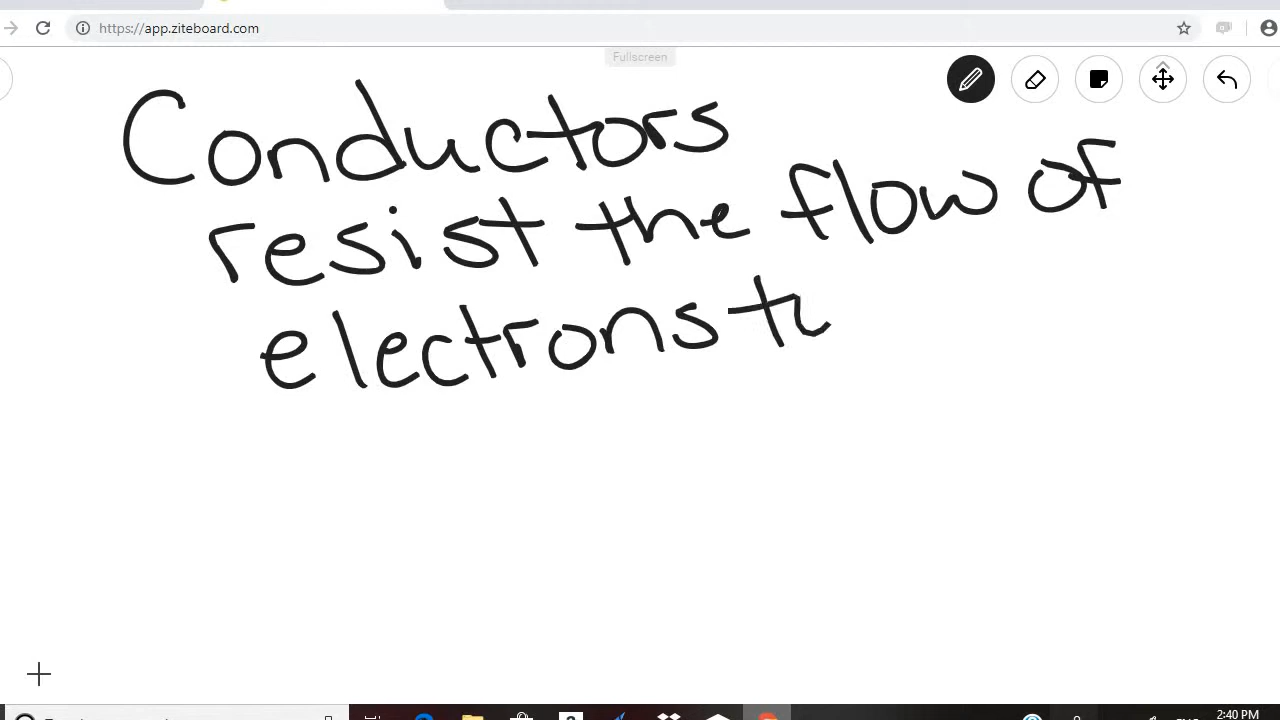 https://app.ziteboard.com
Fullscreen
Conductors
resist the flow of
electrons
2:40 PM